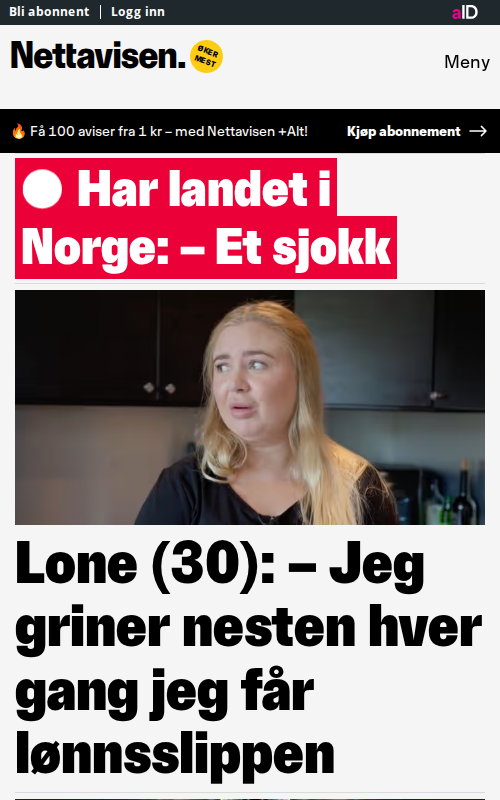 Bli abonnent | Logg inn
aID
Nettavisen.
ØKER
MEST
Meny
🔥 Få 100 aviser fra 1 kr – med Nettavisen +Alt!
Kjøp abonnement →
Har landet i
Norge: – Et sjokk
Lone (30): – Jeg
griner nesten hver
gang jeg får
lønnsslippen